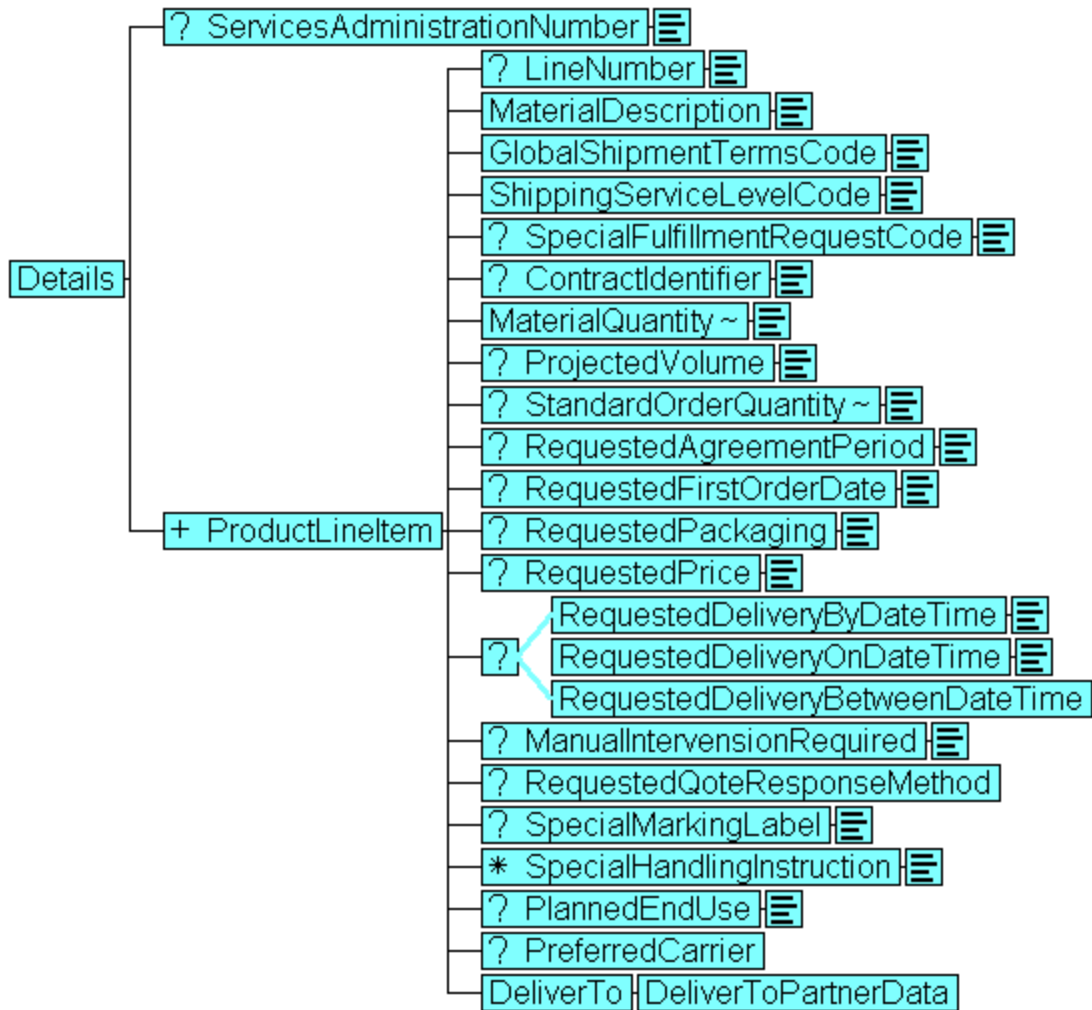 ? ServicesAdministrationNumber
? LineNumber
MaterialDescription
GlobalShipmentTermsCode
ShippingServiceLevelCode
? SpecialFulfillmentRequestCode
Details
? ContractIdentifier
MaterialQuantity ~
? ProjectedVolume
? StandardOrderQuantity ~
? RequestedAgreementPeriod
? RequestedFirstOrderDate
+ ProductLineItem
? RequestedPackaging
? RequestedPrice
RequestedDeliveryByDateTime
?
RequestedDeliveryOnDateTime
RequestedDeliveryBetweenDateTime
? ManualIntervensionRequired
? RequestedQoteResponseMethod
? SpecialMarkingLabel
* SpecialHandlingInstruction
? PlannedEndUse
? PreferredCarrier
DeliverTo
DeliverToPartnerData